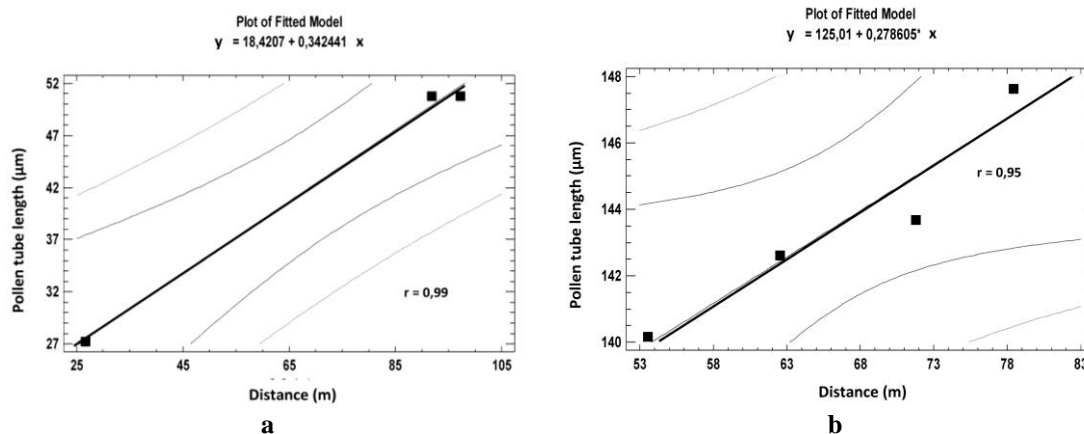 Plot of Fitted Model
y = 18,4207 + 0,342441 x
Pollen tube length (µm)
52
47
42
37
32
27
r = 0,99
25 45 65 85 105
Distance (m)
a
Plot of Fitted Model
y = 125,01 + 0,278605* x
Pollen tube length (µm)
148
146
144
142
140
r = 0,95
53 58 63 68 73 78 83
Distance (m)
b